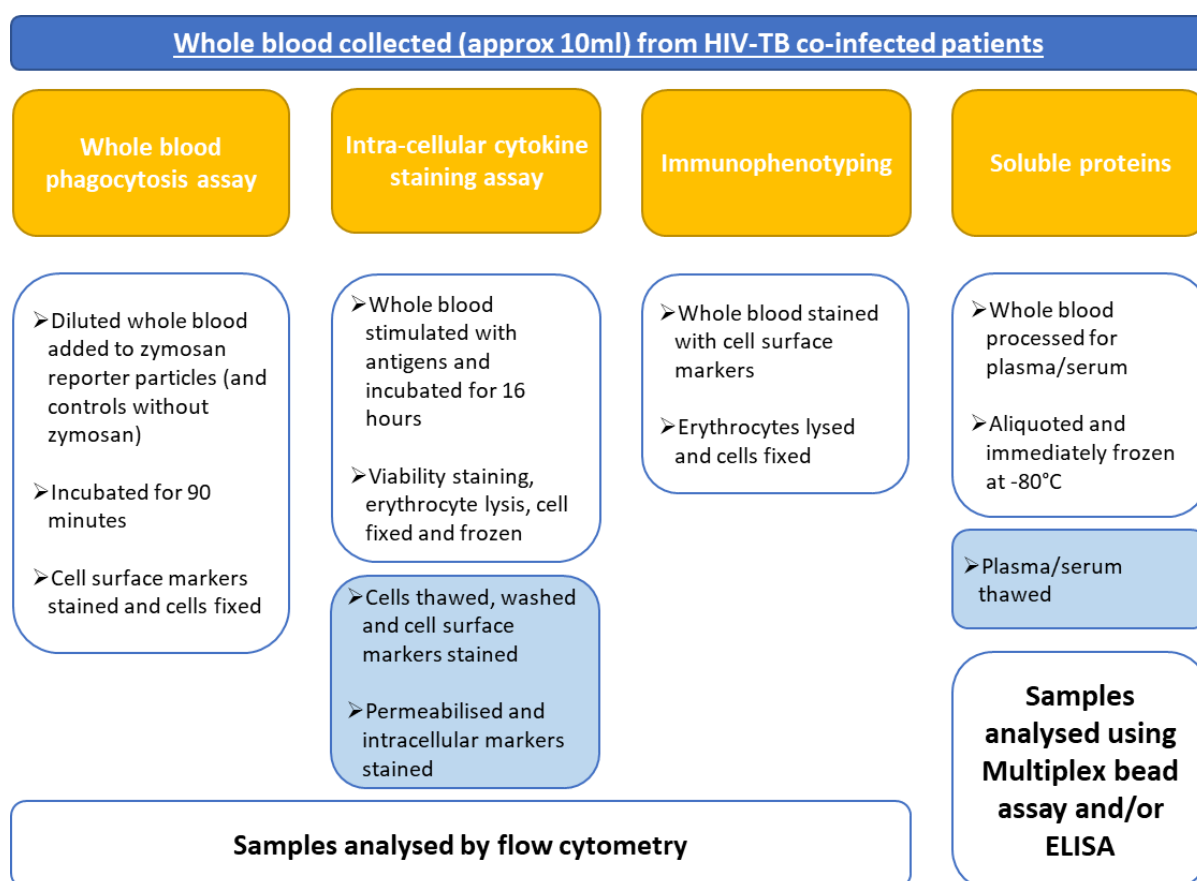 Whole blood collected (approx 10ml) from HIV-TB co-infected patients
Whole blood
phagocytosis assay
Intra-cellular cytokine
staining assay
Immunophenotyping
Soluble proteins
➢Diluted whole blood
added to zymosan
reporter particles (and
controls without
zymosan)
➢Incubated for 90
minutes
➢Cell surface markers
stained and cells fixed
➢Whole blood
stimulated with
antigens and
incubated for 16
hours
➢Viability staining,
erythrocyte lysis, cell
fixed and frozen
➢Cells thawed, washed
and cell surface
markers stained
➢Permeabilised and
intracellular markers
stained
➢Whole blood stained
with cell surface
markers
➢Erythrocytes lysed
and cells fixed
➢Whole blood
processed for
plasma/serum
➢Aliquoted and
immediately frozen
at -80°C
➢Plasma/serum
thawed
Samples analysed by flow cytometry
Samples
analysed using
Multiplex bead
assay and/or
ELISA